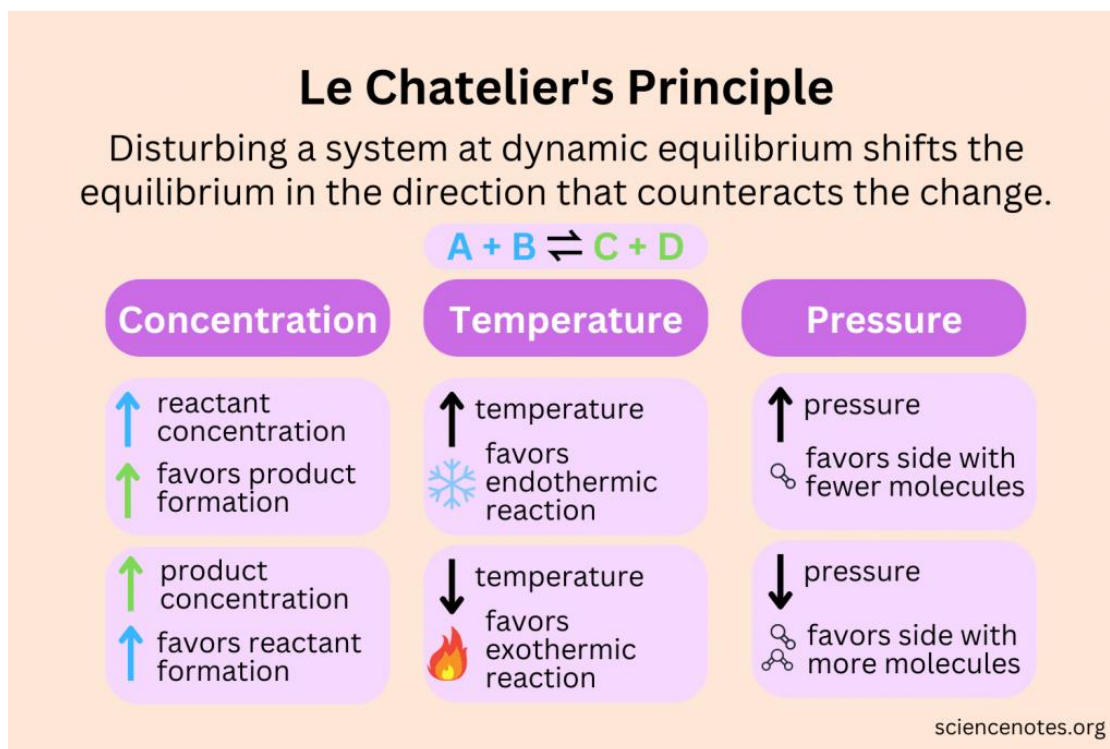 Le Chatelier's Principle
Disturbing a system at dynamic equilibrium shifts the
equilibrium in the direction that counteracts the change.
A + B ⇌ C + D
Concentration
reactant
concentration
favors product
formation
product
concentration
favors reactant
formation
Temperature
temperature
favors
endothermic
reaction
temperature
favors
exothermic
reaction
Pressure
pressure
favors side with
fewer molecules
pressure
favors side with
more molecules
sciencenotes.org